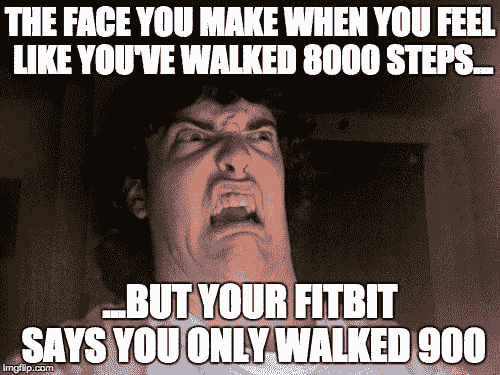 THE FACE YOU MAKE WHEN YOU FEEL
LIKE YOU'VE WALKED 8000 STEPS...
...BUT YOUR FITBIT
SAYS YOU ONLY WALKED 900
imgflip.com